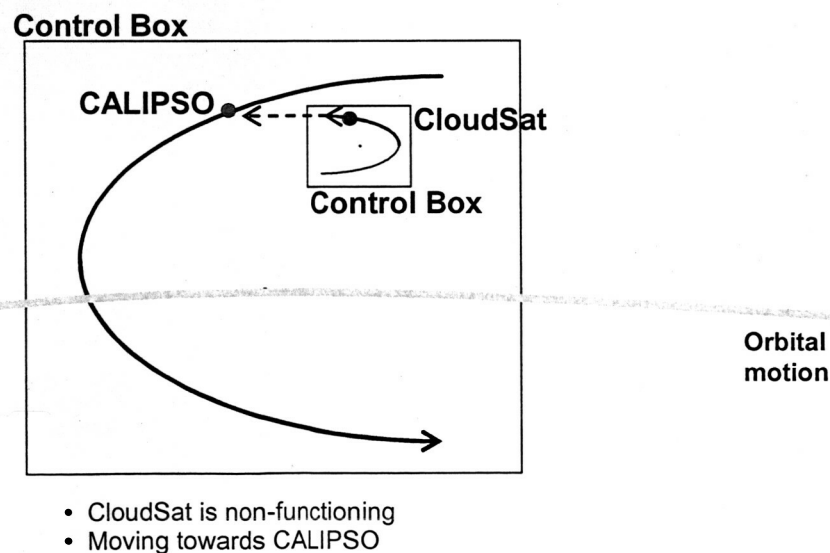 Control Box
CALIPSO
CloudSat
Control Box
Orbital
motion
• CloudSat is non-functioning
• Moving towards CALIPSO